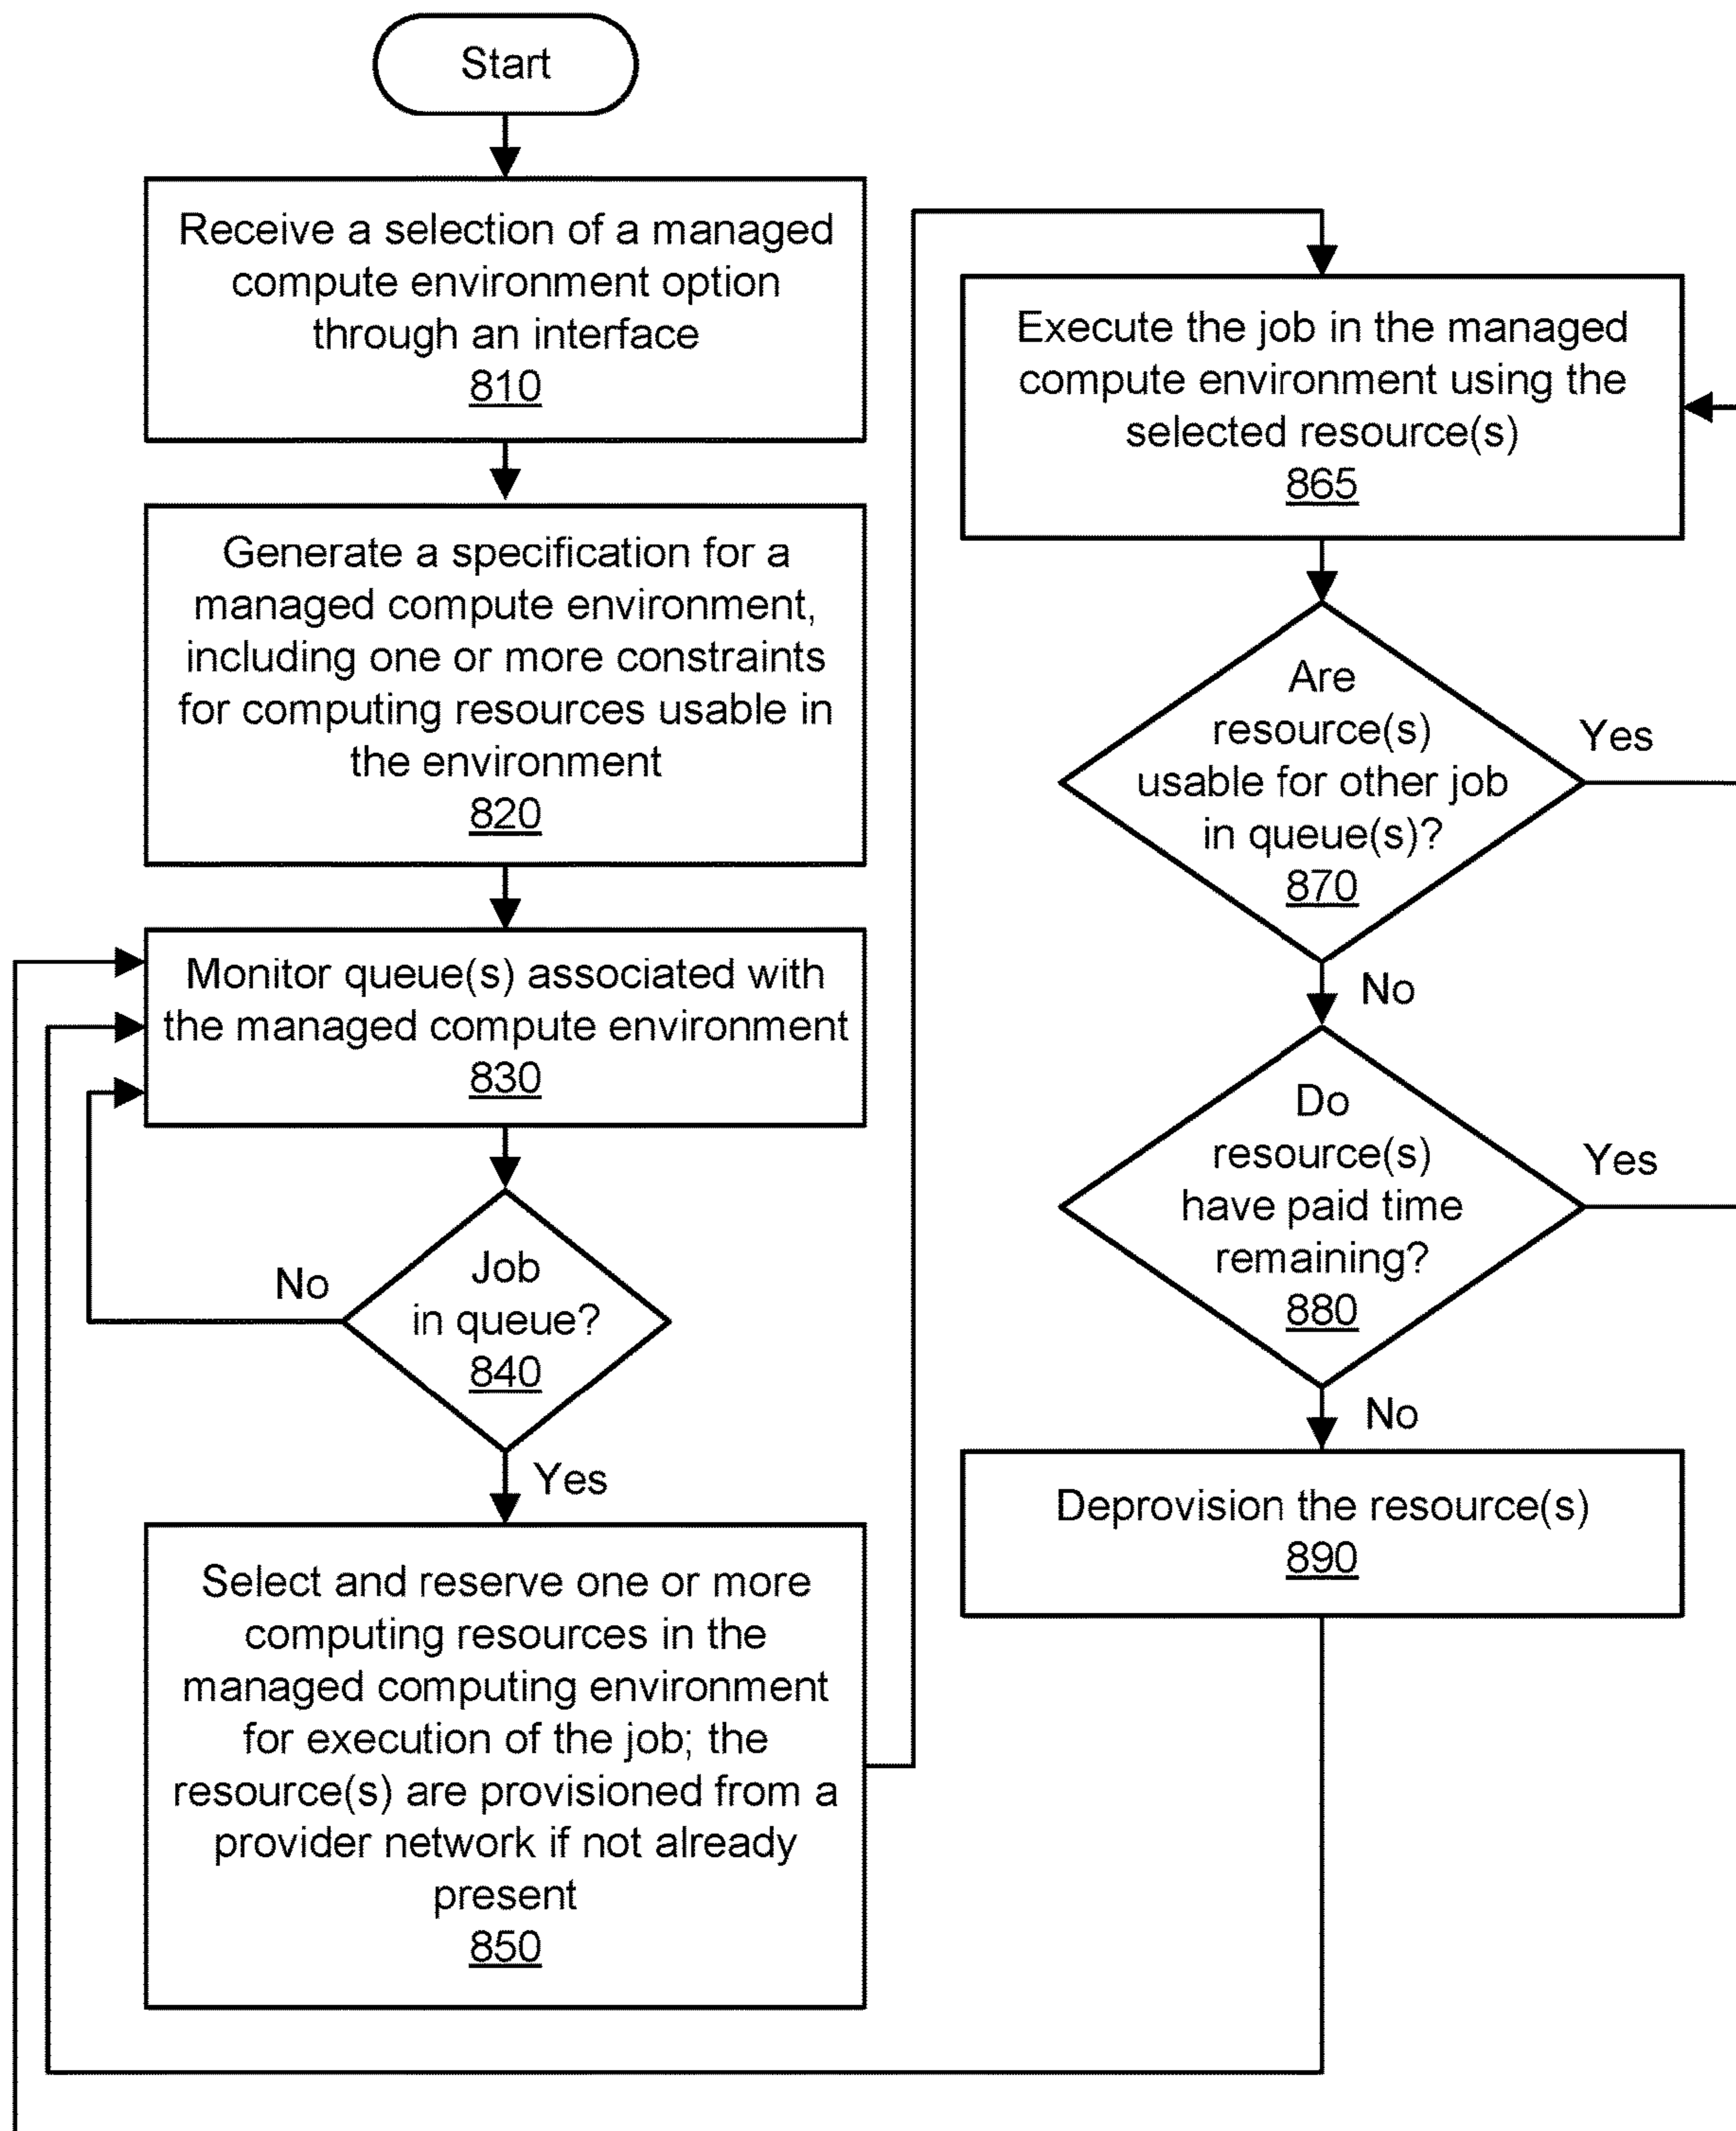 Start
Receive a selection of a managed
compute environment option
through an interface
810
Generate a specification for a
managed compute environment,
including one or more constraints
for computing resources usable in
the environment
820
Monitor queue(s) associated with
the managed compute environment
830
Job
in queue?
840
No
Yes
Select and reserve one or more
computing resources in the
managed computing environment
for execution of the job; the
resource(s) are provisioned from a
provider network if not already
present
850
Execute the job in the managed
compute environment using the
selected resource(s)
865
Are
resource(s)
usable for other job
in queue(s)?
870
Yes
No
Do
resource(s)
have paid time
remaining?
880
Yes
No
Deprovision the resource(s)
890